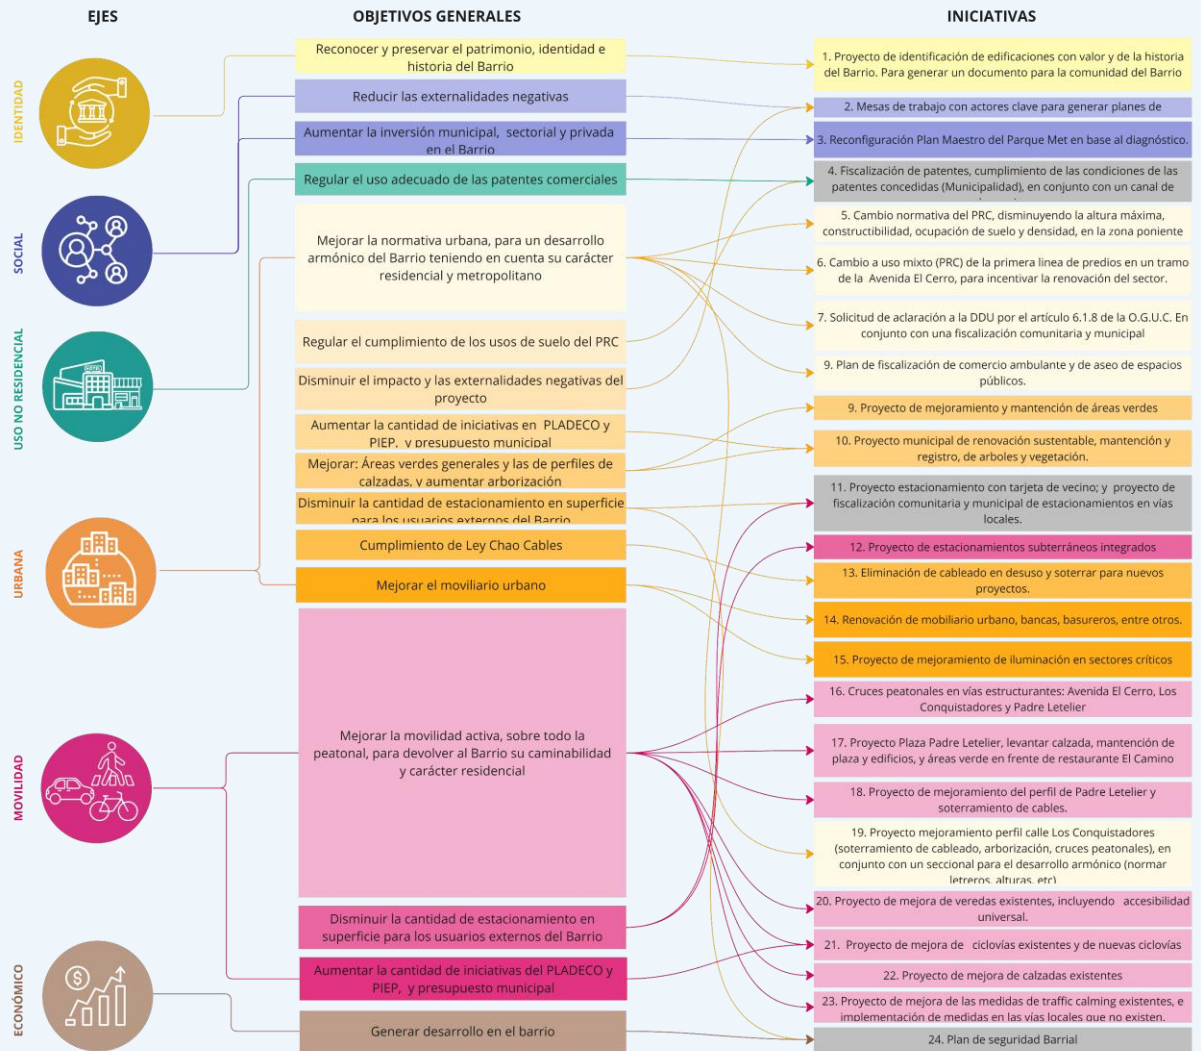 EJES
OBJETIVOS GENERALES
INICIATIVAS
IDENTIDAD
SOCIAL
USO NO RESIDENCIAL
HOTEL
URBANA
MOVILIDAD
ECONÓMICO
Reconocer y preservar el patrimonio, identidad e
historia del Barrio
Reducir las externalidades negativas
Aumentar la inversión municipal, sectorial y privada
en el Barrio
Regular el uso adecuado de las patentes comerciales
Mejorar la normativa urbana, para un desarrollo
armónico del Barrio teniendo en cuenta su carácter
residencial y metropolitano
Regular el cumplimiento de los usos de suelo del PRC
Disminuir el impacto y las externalidades negativas del
proyecto
Aumentar la cantidad de iniciativas en PLADECO y
PIEP, y presupuesto municipal
Mejorar: Áreas verdes generales y las de perfiles de
calzadas, y aumentar arborización
Disminuir la cantidad de estacionamiento en superficie
para los usuarios externos del Barrio
Cumplimiento de Ley Chao Cables
Mejorar el moviliario urbano
Mejorar la movilidad activa, sobre todo la
peatonal, para devolver al Barrio su caminabilidad
y carácter residencial
Disminuir la cantidad de estacionamiento en
superficie para los usuarios externos del Barrio
Aumentar la cantidad de iniciativas del PLADECO y
PIEP, y presupuesto municipal
Generar desarrollo en el barrio
1. Proyecto de identificación de edificaciones con valor y de la historia
del Barrio. Para generar un documento para la comunidad del Barrio
2. Mesas de trabajo con actores clave para generar planes de
3. Reconfiguración Plan Maestro del Parque Met en base al diagnóstico.
4. Fiscalización de patentes, cumplimiento de las condiciones de las
patentes concedidas (Municipalidad), en conjunto con un canal de
5. Cambio normativa del PRC, disminuyendo la altura máxima,
constructibilidad, ocupación de suelo y densidad, en la zona poniente
6. Cambio a uso mixto (PRC) de la primera linea de predios en un tramo
de la Avenida El Cerro, para incentivar la renovación del sector.
7. Solicitud de aclaración a la DDU por el artículo 6.1.8 de la O.G.U.C. En
conjunto con una fiscalización comunitaria y municipal
9. Plan de fiscalización de comercio ambulante y de aseo de espacios
públicos.
9. Proyecto de mejoramiento y mantención de áreas verdes
10. Proyecto municipal de renovación sustentable, mantención y
registro, de arboles y vegetación.
11. Proyecto estacionamiento con tarjeta de vecino; y proyecto de
fiscalización comunitaria y municipal de estacionamientos en vías
locales.
12. Proyecto de estacionamientos subterráneos integrados
13. Eliminación de cableado en desuso y soterrar para nuevos
proyectos.
14. Renovación de mobiliario urbano, bancas, basureros, entre otros.
15. Proyecto de mejoramiento de iluminación en sectores críticos
16. Cruces peatonales en vías estructurantes: Avenida El Cerro, Los
Conquistadores y Padre Letelier
17. Proyecto Plaza Padre Letelier, levantar calzada, mantención de
plaza y edificios, y áreas verde en frente de restaurante El Camino
18. Proyecto de mejoramiento del perfil de Padre Letelier y
soterramiento de cables.
19. Proyecto mejoramiento perfil calle Los Conquistadores
(soterramiento de cableado, arborización, cruces peatonales), en
conjunto con un seccional para el desarrollo armónico (normar
letreros, alturas, etc)
20. Proyecto de mejora de veredas existentes, incluyendo accesibilidad
universal.
21. Proyecto de mejora de ciclovías existentes y de nuevas ciclovías
22. Proyecto de mejora de calzadas existentes
23. Proyecto de mejora de las medidas de traffic calming existentes, e
implementación de medidas en las vías locales que no existen.
24. Plan de seguridad Barrial